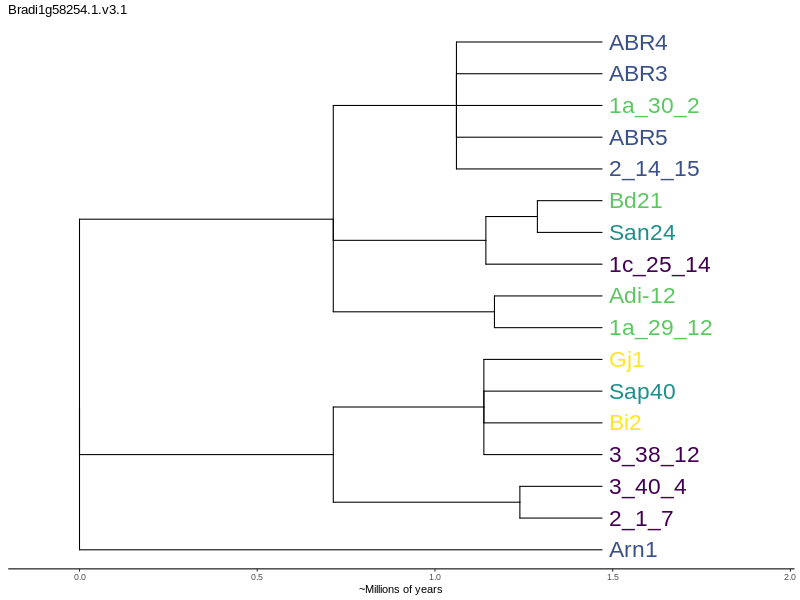 Bradi1g58254.1.v3.1
ABR4
ABR3
1a_30_2
ABR5
2_14_15
Bd21
San24
1c_25_14
Adi-12
1a_29_12
Gj1
Sap40
Bi2
3_38_12
3_40_4
2_1_7
Arn1
0.0 0.5 1.0 1.5 2.0
~Millions of years